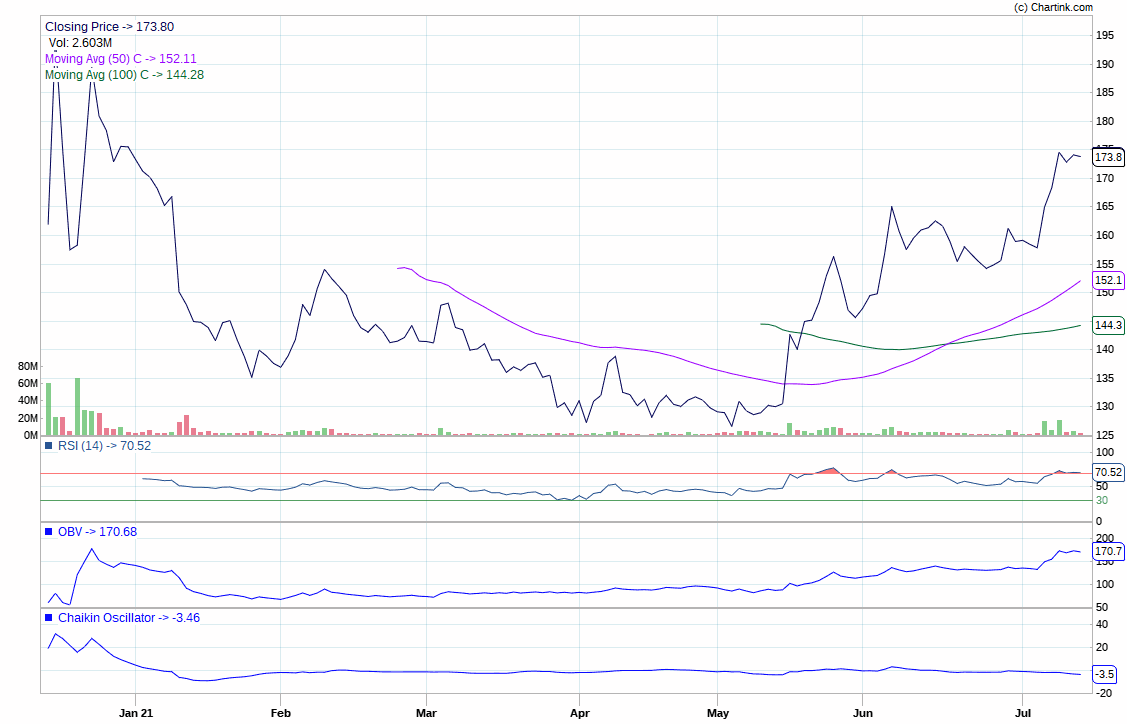 (c) Chartink.com
Closing Price -> 173.80
Vol: 2.603M
Moving Avg (50) C -> 152.11
Moving Avg (100) C -> 144.28
195
190
185
180
175
173.8
170
165
160
155
152.1
150
144.3
140
135
130
125
80M
60M
40M
20M
0M
RSI (14) -> 70.52
100
70.52
50
30
0
OBV -> 170.68
200
170.7
150
100
50
Chaikin Oscillator -> -3.46
40
20
-3.5
-20
Jan 21 Feb Mar Apr May Jun Jul